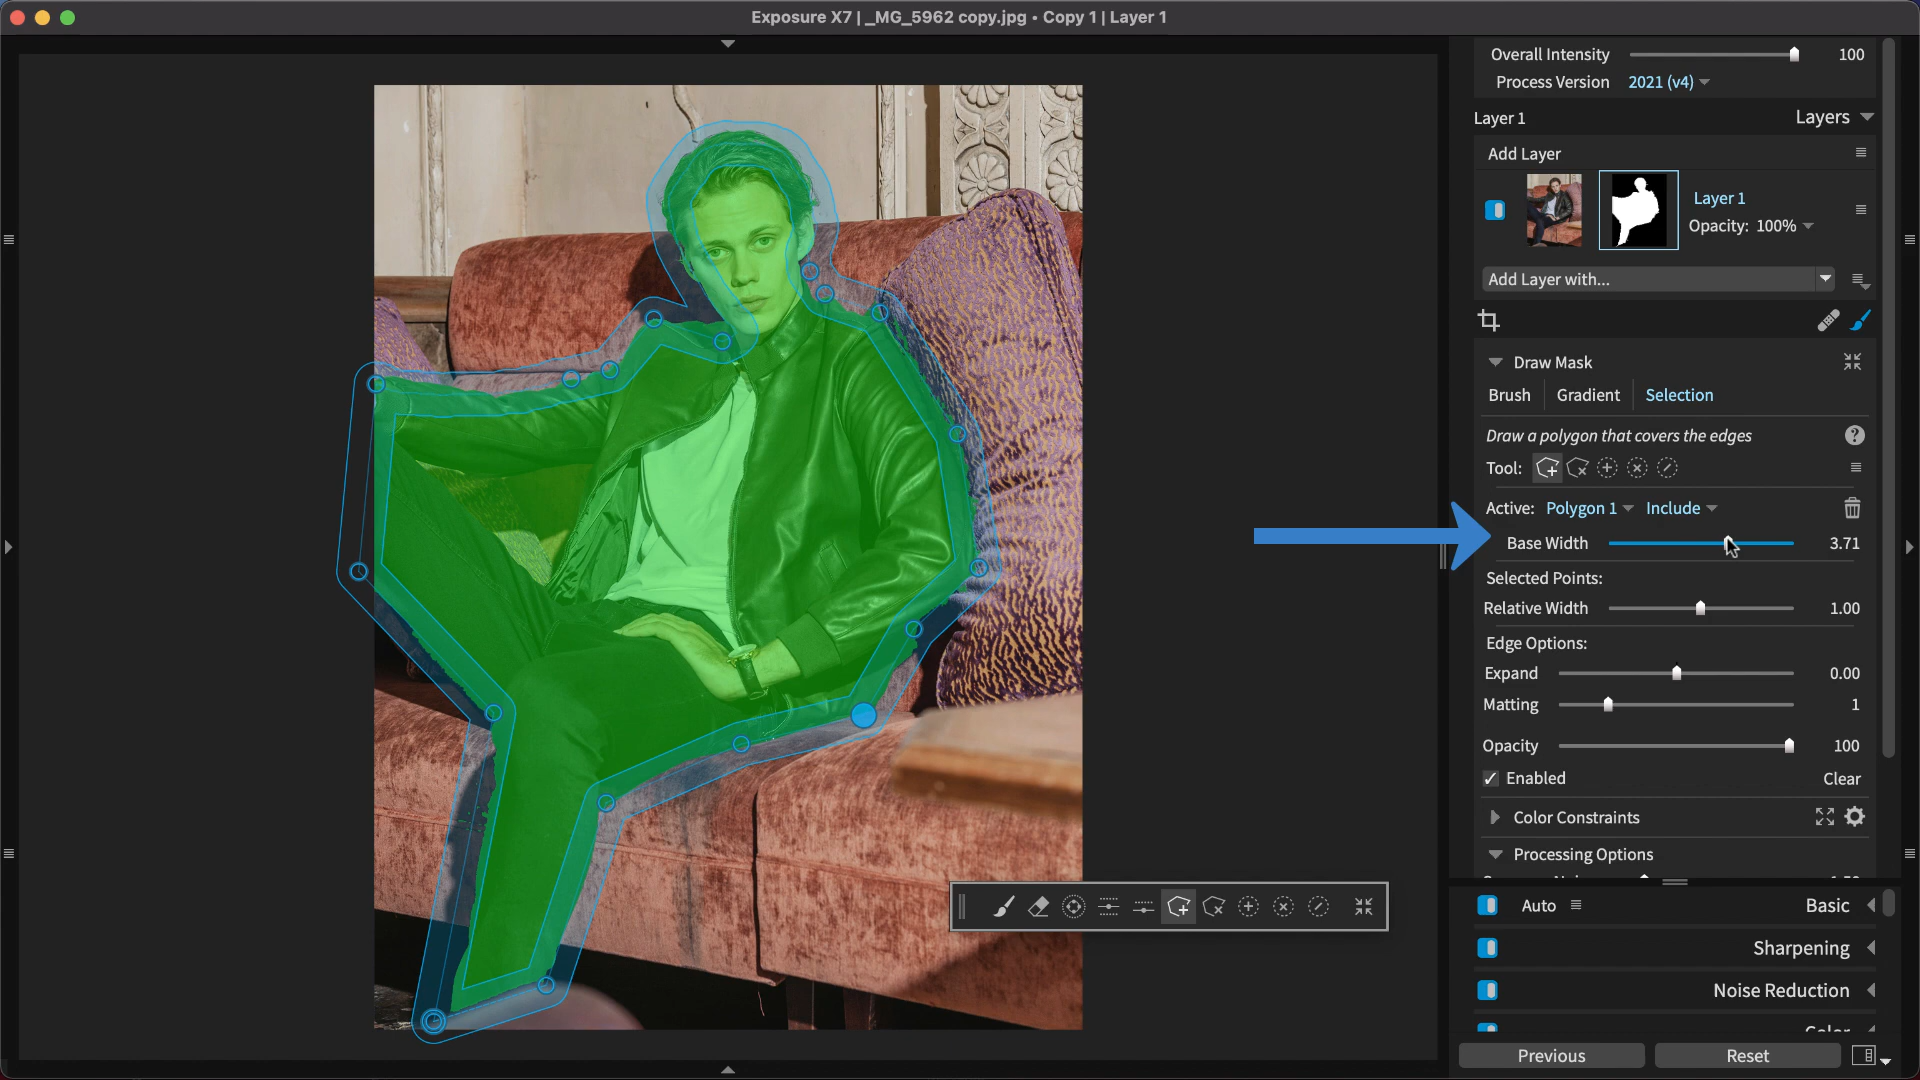 Exposure X7 | _MG_5962 copy.jpg • Copy 1 | Layer 1
Overall Intensity 100
Process Version 2021 (v4)
Layer 1 Layers
Add Layer
Layer 1
Opacity: 100%
Add Layer with...
Draw Mask
Brush Gradient Selection
Draw a polygon that covers the edges ?
Tool:
Active: Polygon 1 Include
Base Width 3.71
Selected Points:
Relative Width 1.00
Edge Options:
Expand 0.00
Matting 1
Opacity 100
Enabled Clear
Color Constraints
Processing Options
Auto Basic
Sharpening
Noise Reduction
Color
Previous Reset